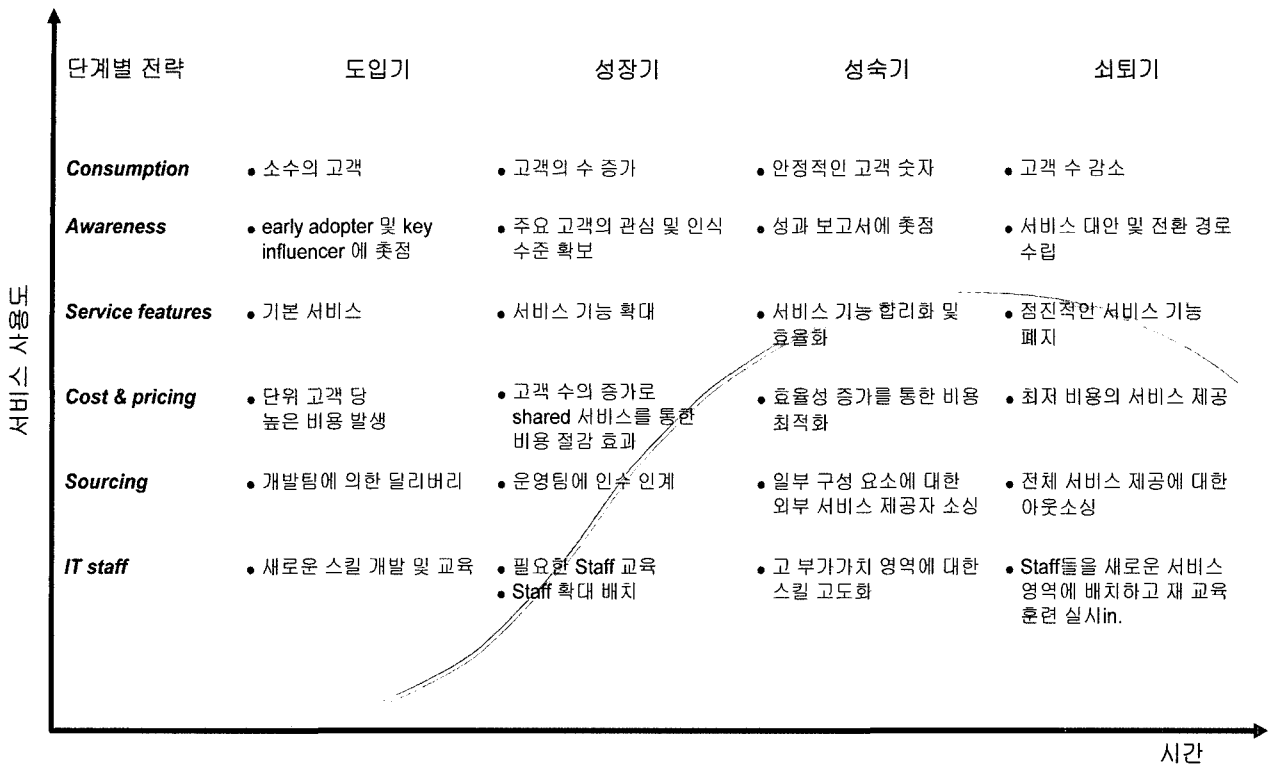 단계별 전략 도입기 성장기 성숙기 쇠퇴기
Consumption
• 소수의 고객
• 고객의 수 증가
• 안정적인 고객 숫자
• 고객 수 감소
Awareness
• early adopter 및 key
influencer 에 촛점
• 주요 고객의 관심 및 인식
수준 확보
• 성과 보고서에 촛점
• 서비스 대안 및 전환 경로
수립
Service features
• 기본 서비스
• 서비스 기능 확대
• 서비스 기능 합리화 및
효율화
• 점진적인 서비스 기능
폐지
Cost & pricing
• 단위 고객 당
높은 비용 발생
• 고객 수의 증가로
shared 서비스를 통한
비용 절감 효과
• 효율성 증가를 통한 비용
최적화
• 최저 비용의 서비스 제공
Sourcing
• 개발팀에 의한 딜리버리
• 운영팀에 인수 인계
• 일부 구성 요소에 대한
외부 서비스 제공자 소싱
• 전체 서비스 제공에 대한
아웃소싱
IT staff
• 새로운 스킬 개발 및 교육
• 필요한 Staff 교육
• Staff 확대 배치
• 고 부가가치 영역에 대한
스킬 고도화
• Staff들을 새로운 서비스
영역에 배치하고 재 교육
훈련 실시in.
서비스 사용도
시간